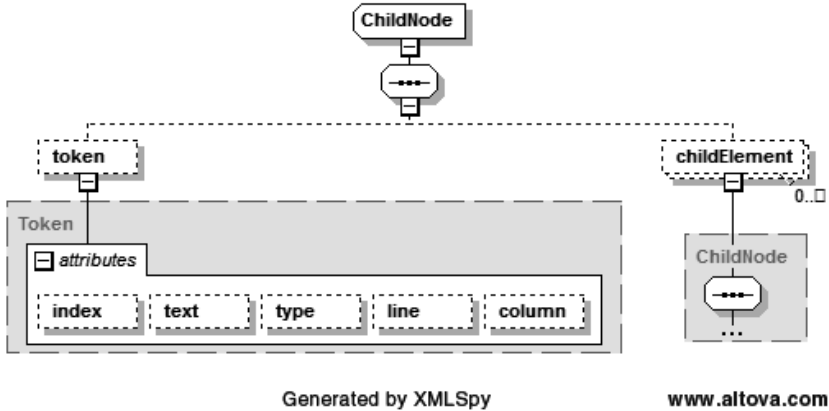 ChildNode
token
childElement
0..□
Token
ChildNode
attributes
index text type line column
...
Generated by XMLSpy www.altova.com